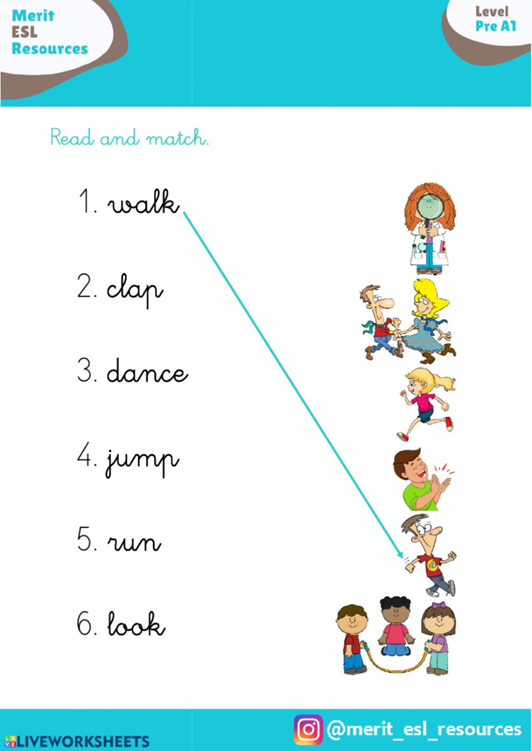 Merit
ESL
Resources
Level
Pre A1
Read and match.
1. walk
2. clap
3. dance
4. jump
5. run
6. look
LIVEWORKSHEETS
@merit_esl_resources